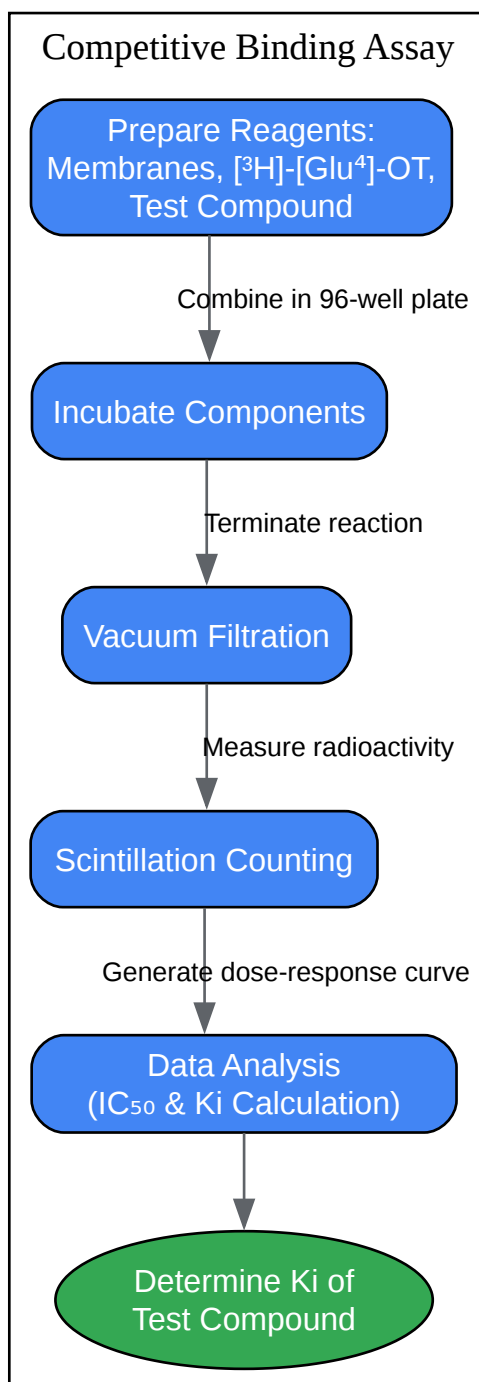 Competitive Binding Assay
Prepare Reagents:
Membranes, [³H]-[Glu⁴]-OT,
Test Compound
Combine in 96-well plate
Incubate Components
Terminate reaction
Vacuum Filtration
Measure radioactivity
Scintillation Counting
Generate dose-response curve
Data Analysis
(IC₅₀ & Ki Calculation)
Determine Ki of
Test Compound